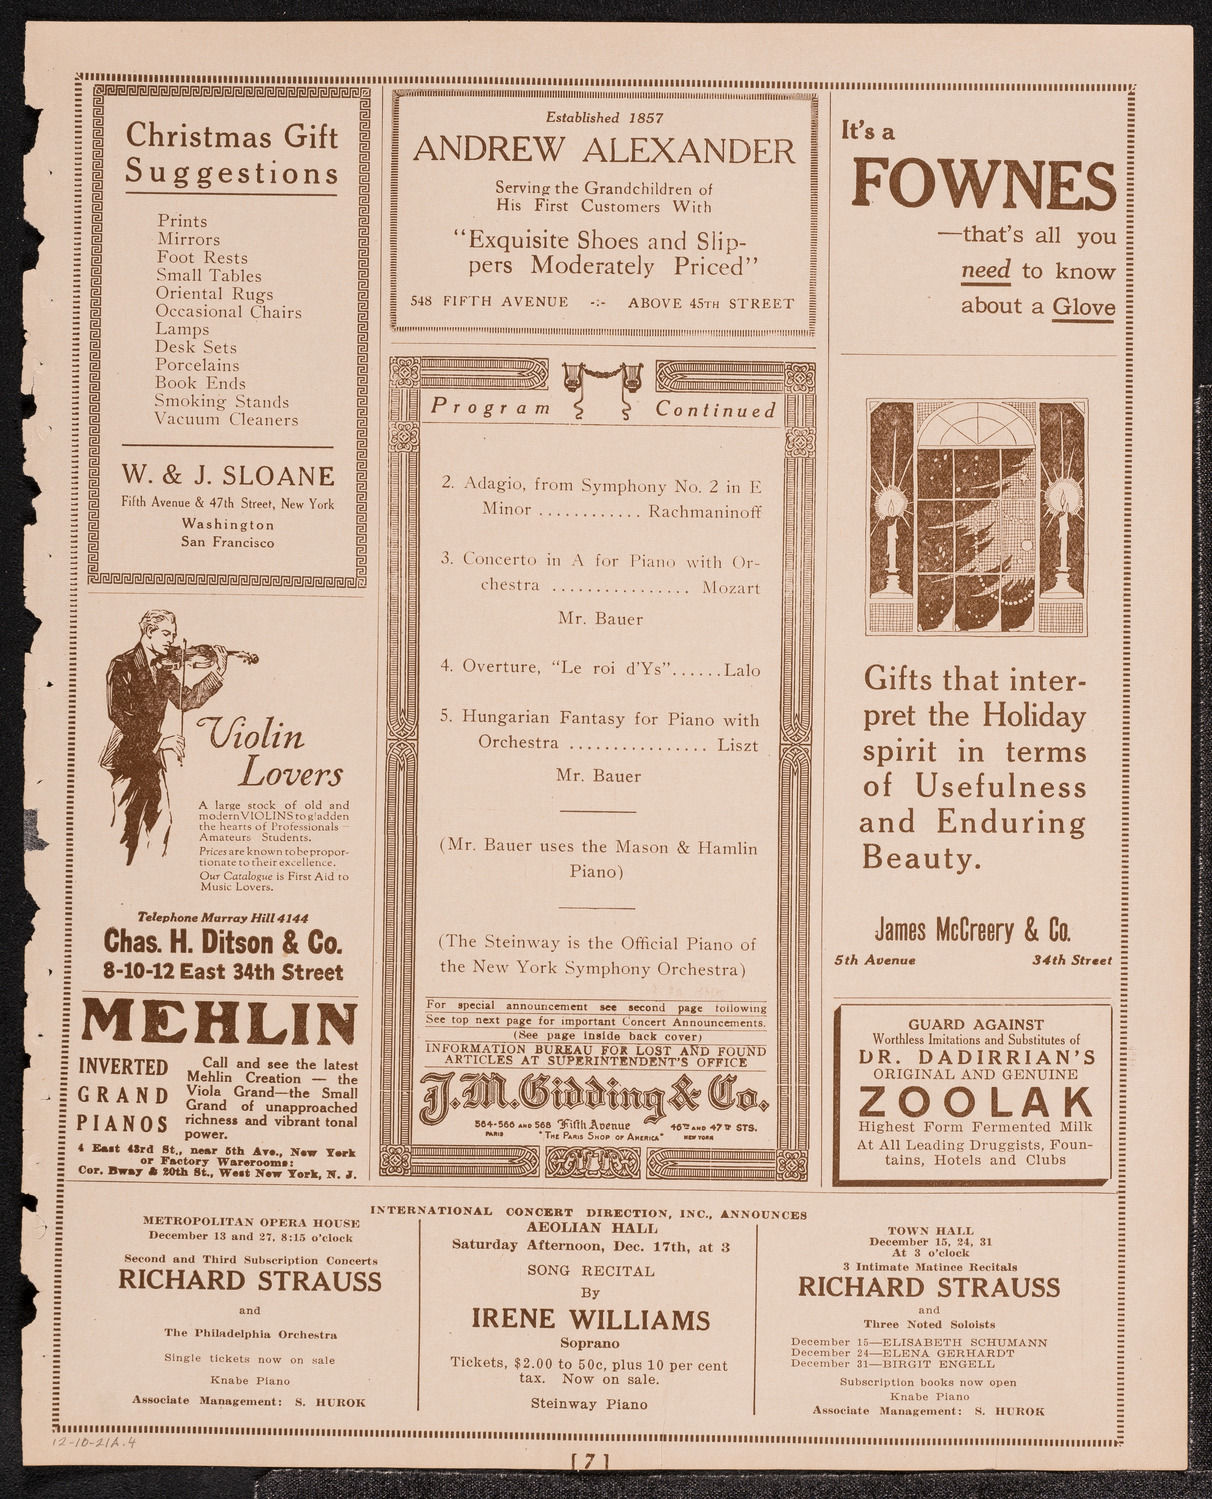 Christmas Gift
Suggestions
Prints
Mirrors
Foot Rests
Small Tables
Oriental Rugs
Occasional Chairs
Lamps
Desk Sets
Porcelains
Book Ends
Smoking Stands
Vacuum Cleaners
W. & J. SLOANE
Fifth Avenue & 47th Street, New York
Washington
San Francisco
Violin
Lovers
A large stock of old and
modern VIOLINS to gladden
the hearts of Professionals —
Amateurs Students.
Prices are known to be propor-
tionate to their excellence.
Our Catalogue is First Aid to
Music Lovers.
Telephone Murray Hill 4144
Chas. H. Ditson & Co.
8-10-12 East 34th Street
MEHLIN
INVERTED
GRAND
PIANOS
Call and see the latest
Mehlin Creation — the
Viola Grand—the Small
Grand of unapproached
richness and vibrant tonal
power.
4 East 43rd St., near 5th Ave., New York
or Factory Warerooms:
Cor. Bway & 20th St., West New York, N. J.
Established 1857
ANDREW ALEXANDER
Serving the Grandchildren of
His First Customers With
"Exquisite Shoes and Slip-
pers Moderately Priced"
548 FIFTH AVENUE -:- ABOVE 45TH STREET
Program Continued
2. Adagio, from Symphony No. 2 in E
Minor ............ Rachmaninoff
3. Concerto in A for Piano with Or-
chestra ............... Mozart
Mr. Bauer
4. Overture, "Le roi d'Ys"......Lalo
5. Hungarian Fantasy for Piano with
Orchestra ............... Liszt
Mr. Bauer
(Mr. Bauer uses the Mason & Hamlin
Piano)
(The Steinway is the Official Piano of
the New York Symphony Orchestra)
For special announcement see second page following
See top next page for important Concert Announcements.
(See page inside back cover)
INFORMATION BUREAU FOR LOST AND FOUND
ARTICLES AT SUPERINTENDENT'S OFFICE
J. M. Gidding & Co.
564-566 AND 568 Fifth Avenue 46TH AND 47TH STS.
PARIS "THE PARIS SHOP OF AMERICA" NEW YORK
It's a
FOWNES
—that's all you
need to know
about a Glove
Gifts that inter-
pret the Holiday
spirit in terms
of Usefulness
and Enduring
Beauty.
James McCreery & Co.
5th Avenue 34th Street
GUARD AGAINST
Worthless Imitations and Substitutes of
DR. DADIRRIAN'S
ORIGINAL AND GENUINE
ZOOLAK
Highest Form Fermented Milk
At All Leading Druggists, Foun-
tains, Hotels and Clubs
INTERNATIONAL CONCERT DIRECTION, INC., ANNOUNCES
METROPOLITAN OPERA HOUSE
December 13 and 27, 8:15 o'clock
Second and Third Subscription Concerts
RICHARD STRAUSS
and
The Philadelphia Orchestra
Single tickets now on sale
Knabe Piano
Associate Management: S. HUROK
AEOLIAN HALL
Saturday Afternoon, Dec. 17th, at 3
SONG RECITAL
By
IRENE WILLIAMS
Soprano
Tickets, $2.00 to 50c, plus 10 per cent
tax. Now on sale.
Steinway Piano
TOWN HALL
December 15, 24, 31
At 3 o'clock
3 Intimate Matinee Recitals
RICHARD STRAUSS
and
Three Noted Soloists
December 15—ELISABETH SCHUMANN
December 24—ELENA GERHARDT
December 31—BIRGIT ENGELL
Subscription books now open
Knabe Piano
Associate Management: S. HUROK
12-10-21A.4
[7]